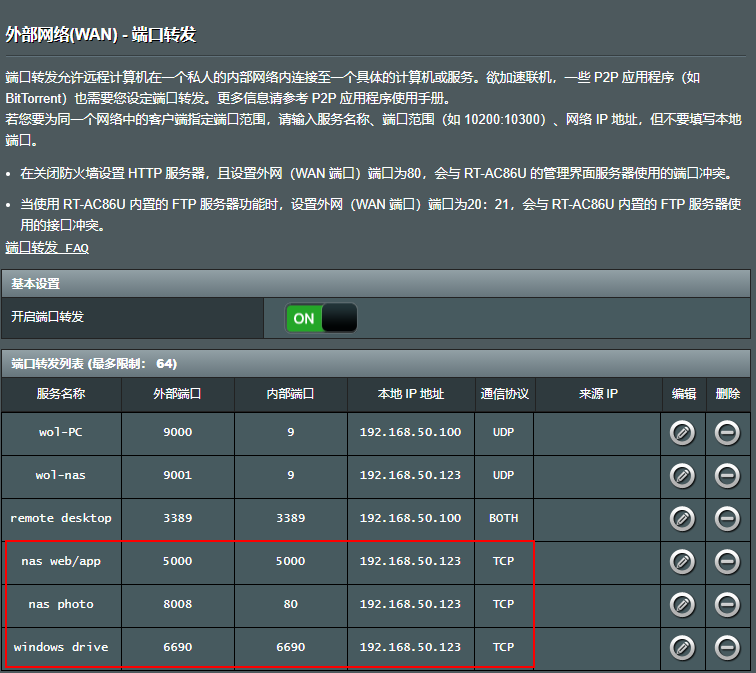 外部网络(WAN) - 端口转发
端口转发允许远程计算机在一个私人的内部网络内连接至一个具体的计算机或服务。欲加速联机，一些 P2P 应用程序（如
BitTorrent）也需要您设定端口转发。更多信息请参考 P2P 应用程序使用手册。
若您要为同一个网络中的客户端指定端口范围，请输入服务名称、端口范围（如 10200:10300）、网络 IP 地址，但不要填写本地
端口。
• 在关闭防火墙设置 HTTP 服务器，且设置外网（WAN 端口）端口为80，会与 RT-AC86U 的管理界面服务器使用的端口冲突。
• 当使用 RT-AC86U 内置的 FTP 服务器功能时，设置外网（WAN 端口）端口为20：21，会与 RT-AC86U 内置的 FTP 服务器使
用的接口冲突。
端口转发 FAQ
基本设置
开启端口转发 ON
端口转发列表 (最多限制： 64)
服务名称 外部端口 内部端口 本地 IP 地址 通信协议 来源 IP 编辑 删除
wol-PC 9000 9 192.168.50.100 UDP
wol-nas 9001 9 192.168.50.123 UDP
remote desktop 3389 3389 192.168.50.100 BOTH
nas web/app 5000 5000 192.168.50.123 TCP
nas photo 8008 80 192.168.50.123 TCP
windows drive 6690 6690 192.168.50.123 TCP